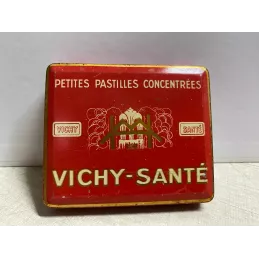 PETITES PASTILLES CONCENTRÉES
VICHY SANTÉ
VICHY-SANTÉ